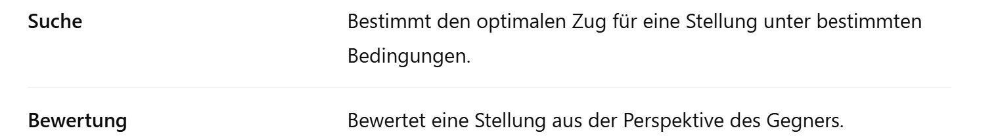 Suche
Bestimmt den optimalen Zug für eine Stellung unter bestimmten
Bedingungen.
Bewertung
Bewertet eine Stellung aus der Perspektive des Gegners.